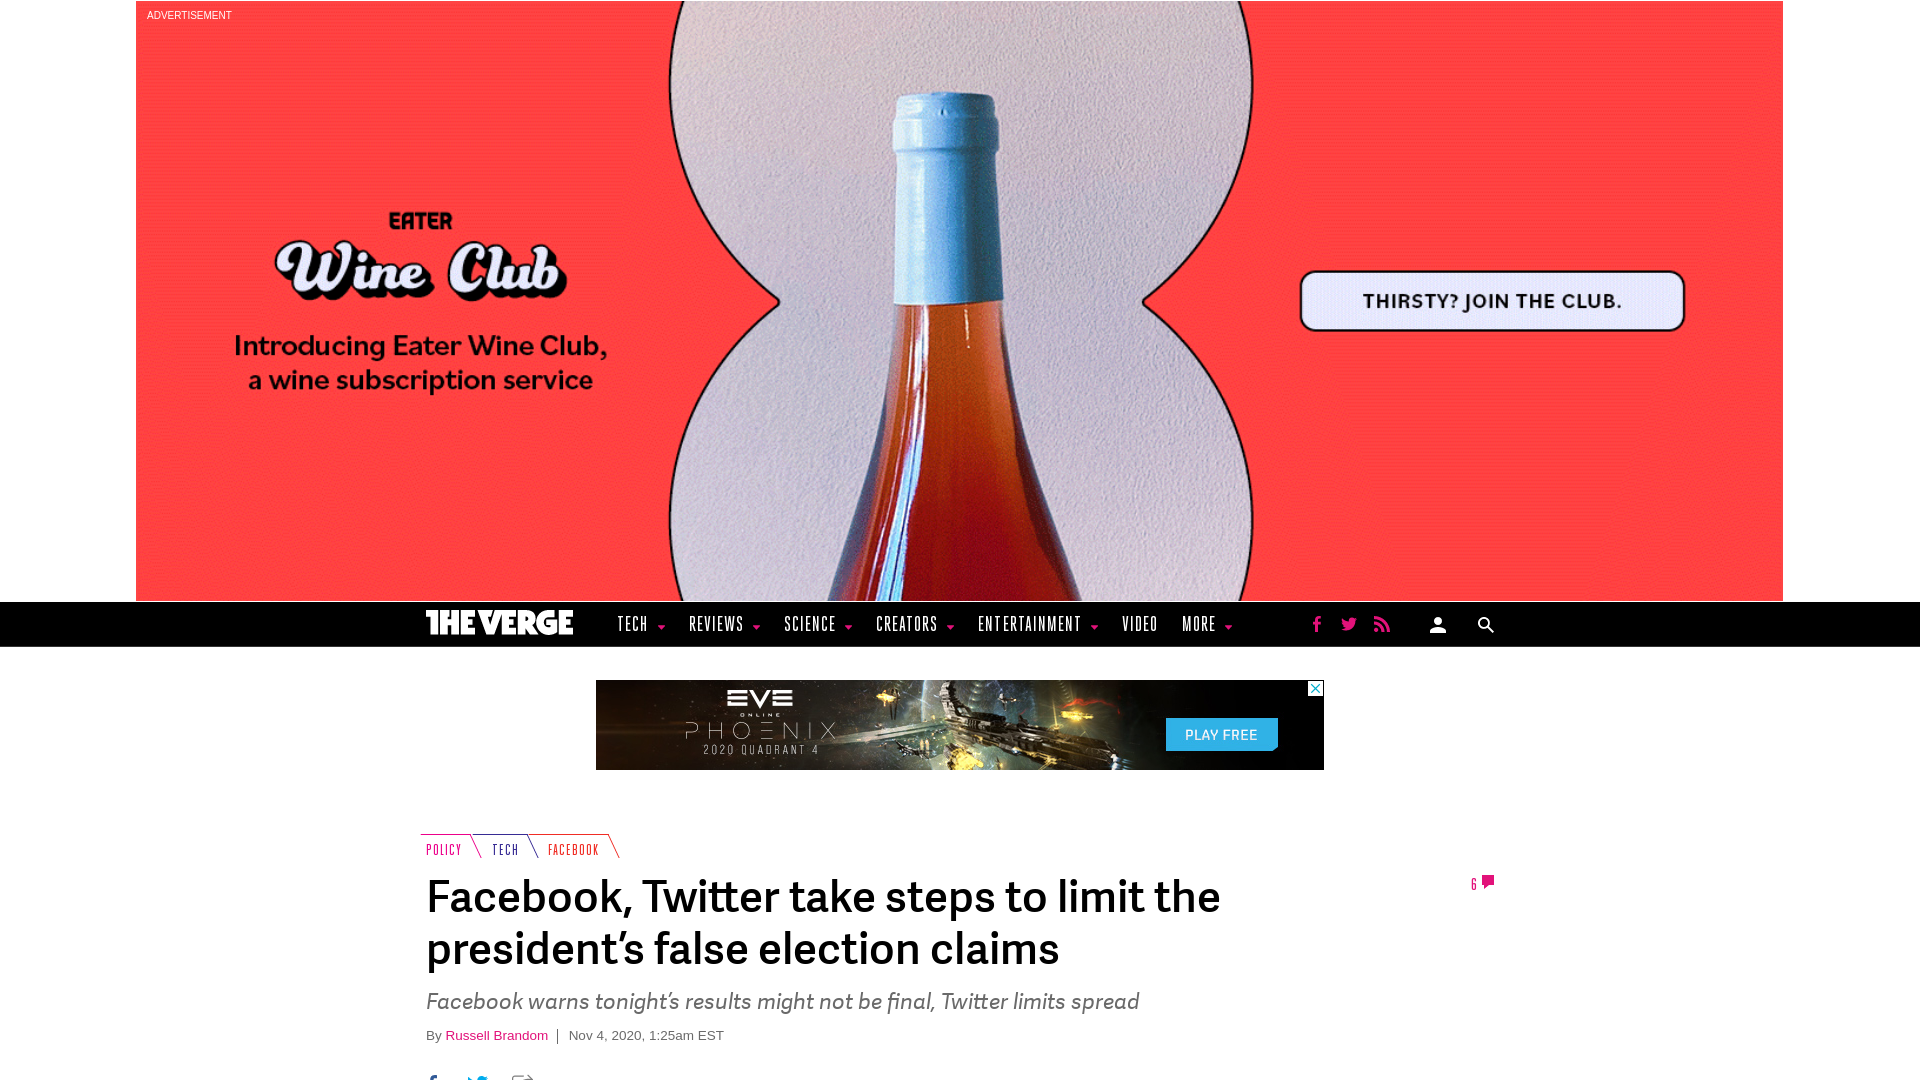 ADVERTISEMENT
EATER
Wine Club
Introducing Eater Wine Club,
a wine subscription service
THIRSTY? JOIN THE CLUB.
THE VERGE
TECH
REVIEWS
SCIENCE
CREATORS
ENTERTAINMENT
VIDEO
MORE
EVE
ONLINE
PHOENIX
2020 QUADRANT 4
PLAY FREE
POLICY
TECH
FACEBOOK
Facebook, Twitter take steps to limit the
president’s false election claims
6
Facebook warns tonight’s results might not be final, Twitter limits spread
By Russell Brandom | Nov 4, 2020, 1:25am EST